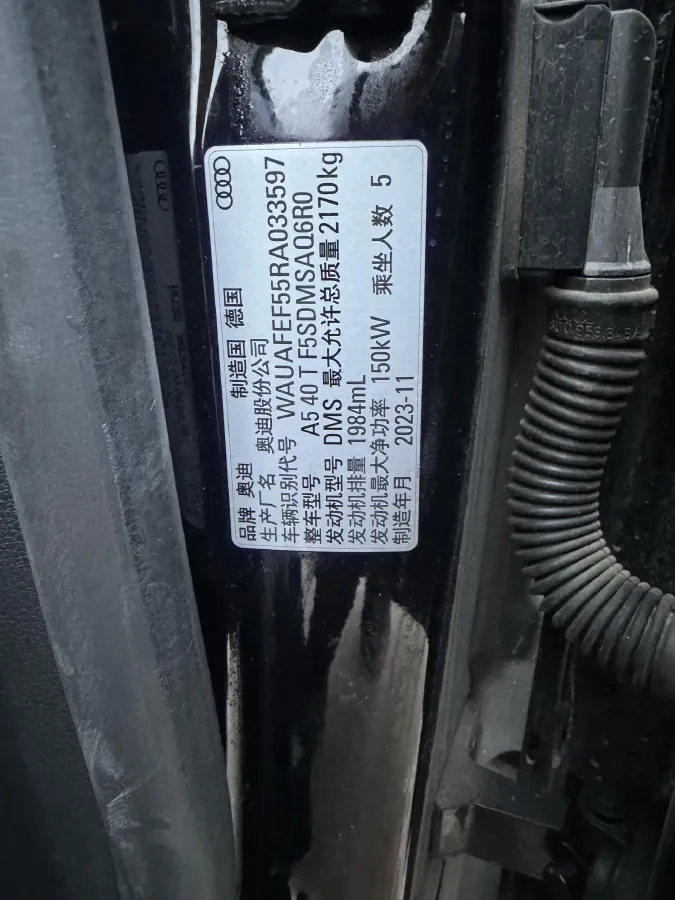 品牌 奥迪 制造国 德国
生产厂名 奥迪股份公司
车辆识别代号 WAUAFEF55RA033597
整车型号 A5 40 T F5SDMSAQ6R0
发动机型号 DMS 最大允许总质量 2170kg
发动机排量 1984mL
发动机最大净功率 150kW 乘坐人数 5
制造年月 2023-11